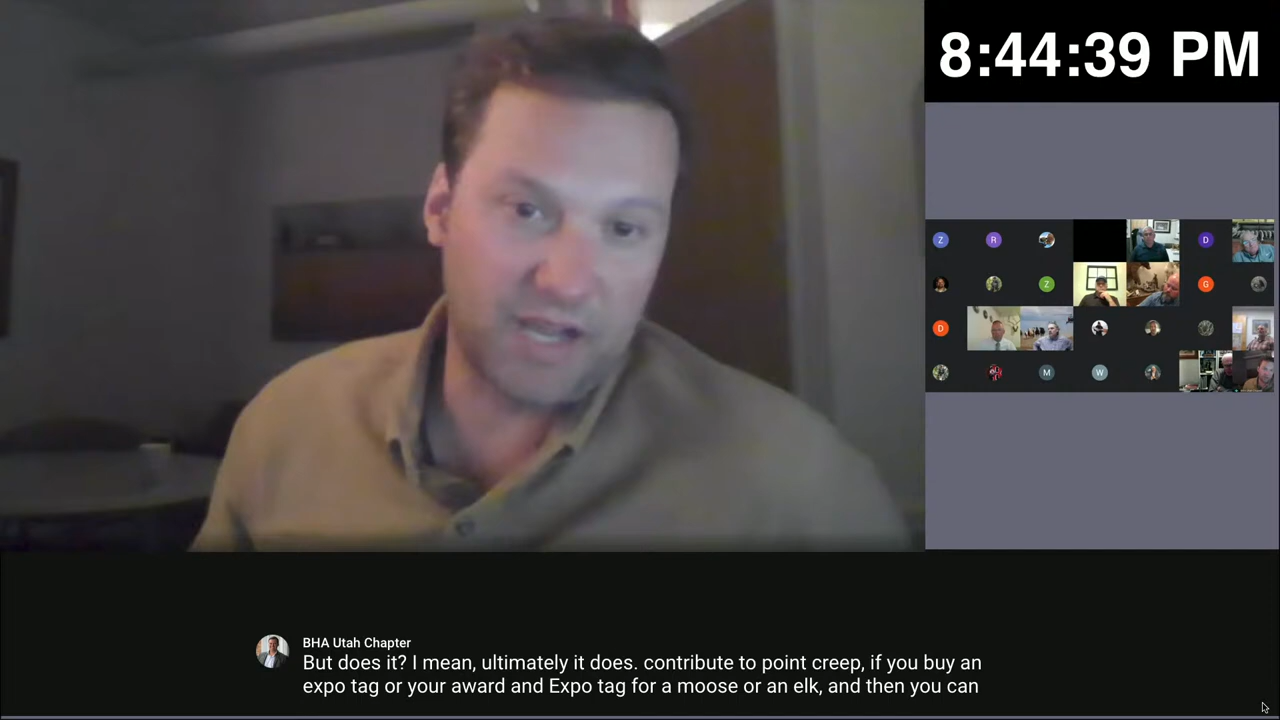 8:44:39 PM
Z
R
D
Z
G
D
M
W
BHA Utah Chapter
But does it? I mean, ultimately it does. contribute to point creep, if you buy an
expo tag or your award and Expo tag for a moose or an elk, and then you can